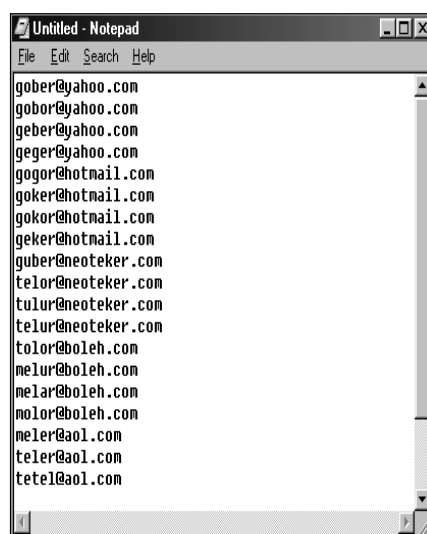 Untitled - Notepad
File Edit Search Help
gober@yahoo.com
gobor@yahoo.com
geber@yahoo.com
geger@yahoo.com
gogor@hotmail.com
goker@hotmail.com
gokor@hotmail.com
geker@hotmail.com
guber@neoteker.com
telor@neoteker.com
tulur@neoteker.com
telur@neoteker.com
tolor@boleh.com
melur@boleh.com
melar@boleh.com
molor@boleh.com
meler@aol.com
teler@aol.com
tetel@aol.com